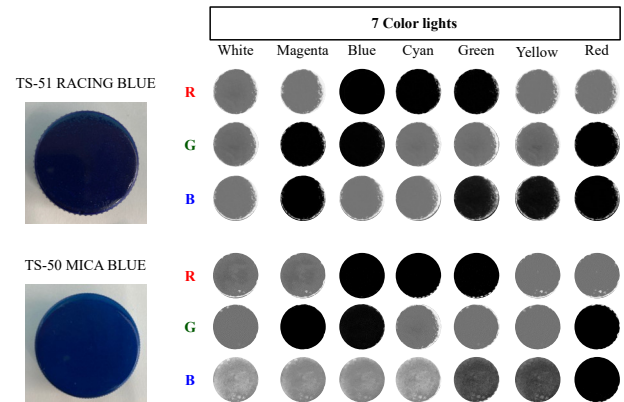 7 Color lights
White Magenta Blue Cyan Green Yellow Red
TS-51 RACING BLUE
R
G
B
TS-50 MICA BLUE
R
G
B